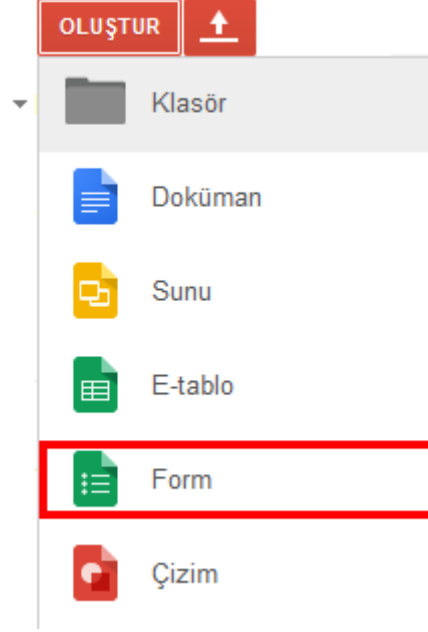 OLUŞTUR
Klasör
Doküman
Sunu
E-tablo
Form
Çizim